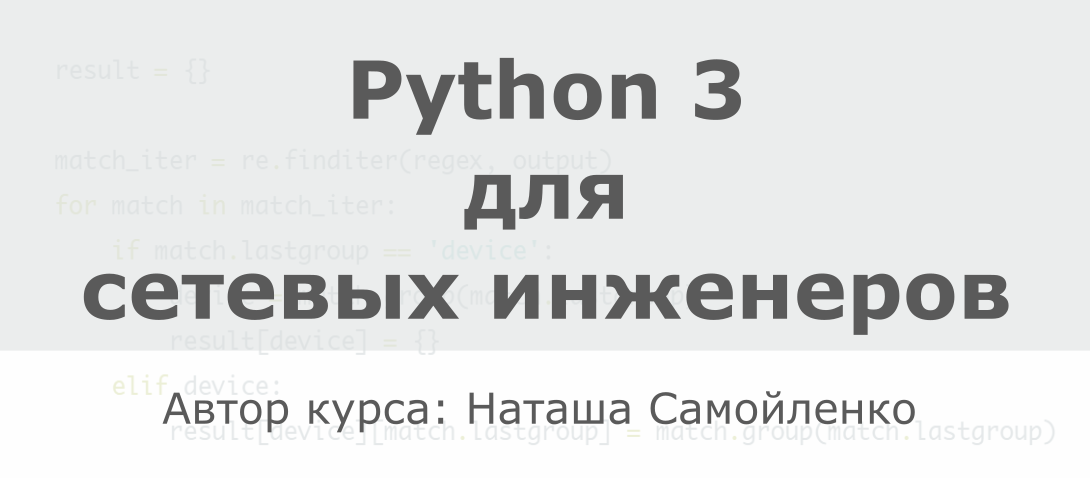 result = {}
Python 3
match_iter = re.finditer(regex, output)
для
for match in match_iter:
if match.lastgroup == 'device':
сетевых инженеров
result[device] = {}
elif device:
Автор курса: Наташа Самойленко
result[device][match.lastgroup] = match.group(match.lastgroup)